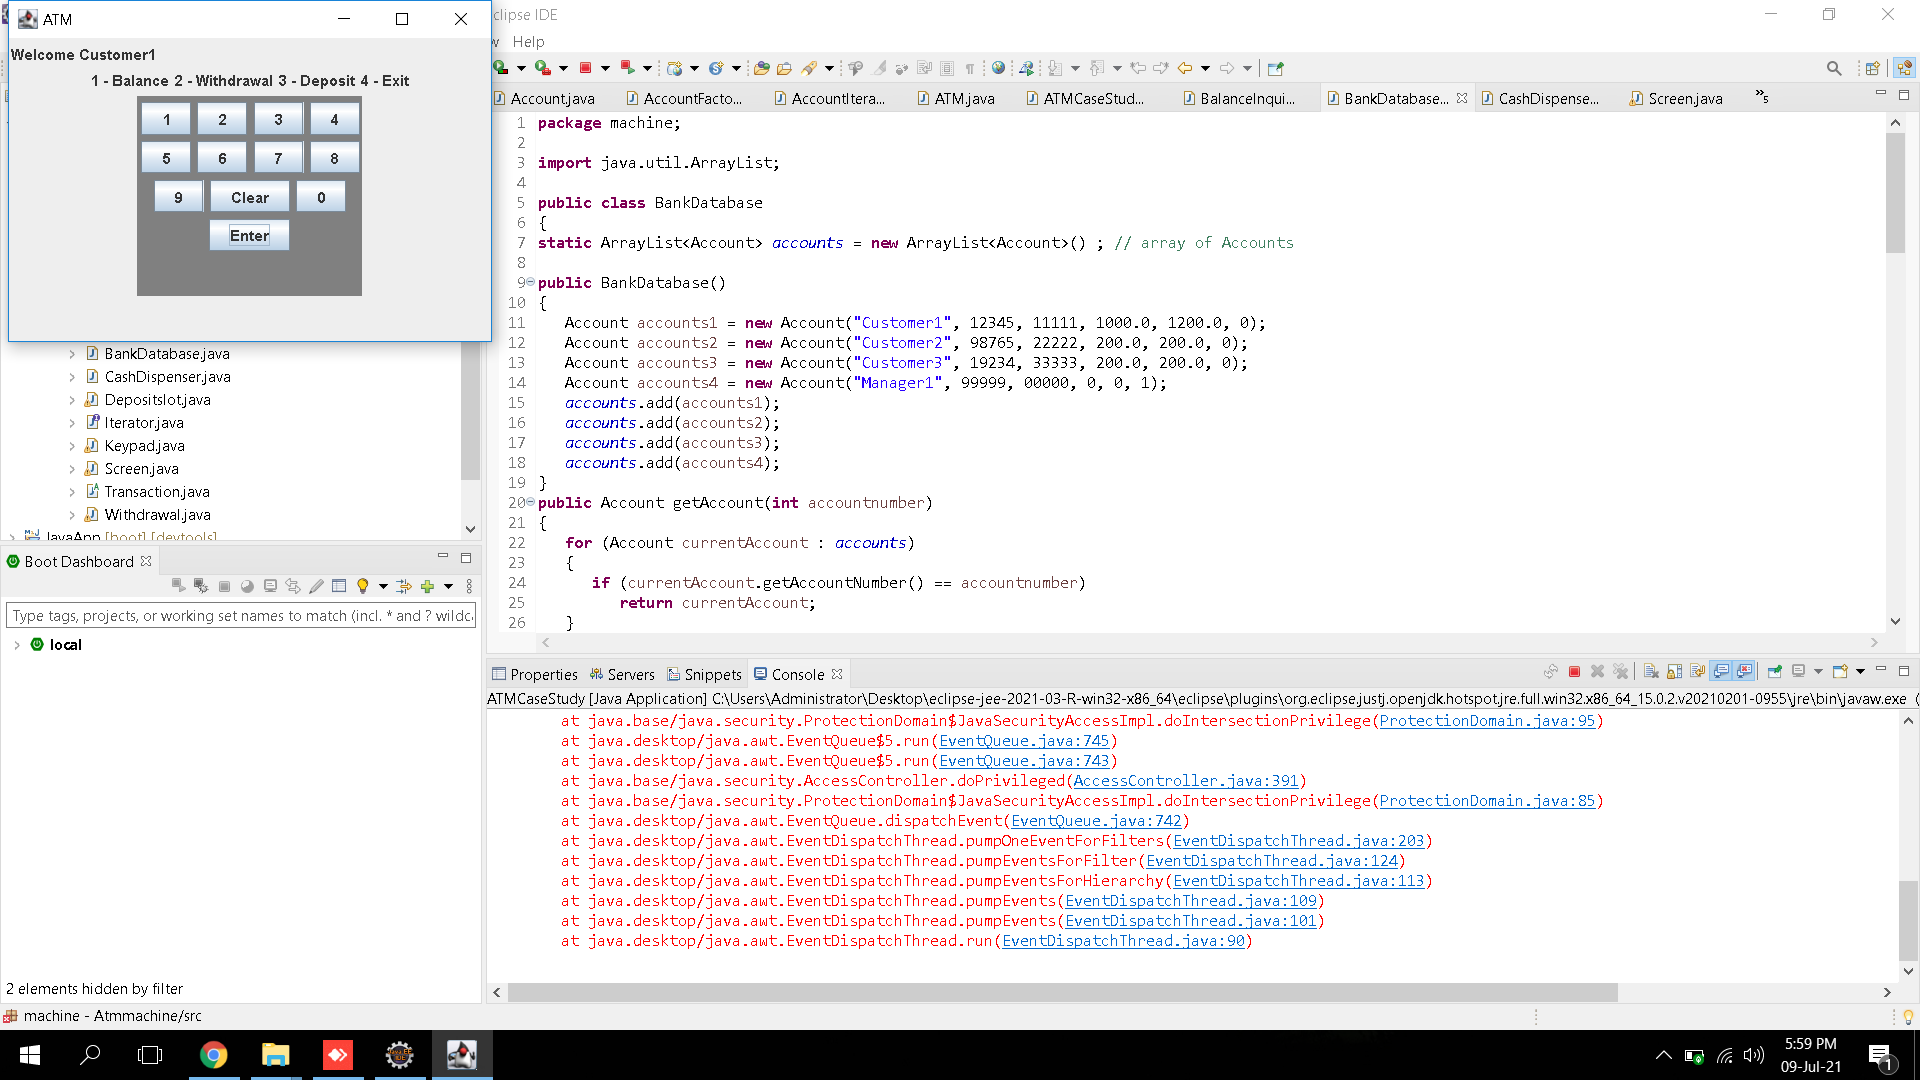 ATM
Welcome Customer1
1 - Balance 2 - Withdrawal 3 - Deposit 4 - Exit
1 2 3 4
5 6 7 8
9 Clear 0
Enter
clipse IDE
w Help
Account.java AccountFacto... AccountItera... ATM.java ATMCaseStud... BalanceInqui... BankDatabase... CashDispense... Screen.java »5
1 package machine;
2
3 import java.util.ArrayList;
4
5 public class BankDatabase
6 {
7 static ArrayList<Account> accounts = new ArrayList<Account>() ; // array of Accounts
8
9 public BankDatabase()
10 {
11 Account accounts1 = new Account("Customer1", 12345, 11111, 1000.0, 1200.0, 0);
12 Account accounts2 = new Account("Customer2", 98765, 22222, 200.0, 200.0, 0);
13 Account accounts3 = new Account("Customer3", 19234, 33333, 200.0, 200.0, 0);
14 Account accounts4 = new Account("Manager1", 99999, 00000, 0, 0, 1);
15 accounts.add(accounts1);
16 accounts.add(accounts2);
17 accounts.add(accounts3);
18 accounts.add(accounts4);
19 }
20 public Account getAccount(int accountnumber)
21 {
22 for (Account currentAccount : accounts)
23 {
24 if (currentAccount.getAccountNumber() == accountnumber)
25 return currentAccount;
26 }
BankDatabase.java
CashDispenser.java
Depositslot.java
Iterator.java
Keypad.java
Screen.java
Transaction.java
Withdrawal.java
JavaApp [boot] [devtools]
Boot Dashboard
Type tags, projects, or working set names to match (incl. * and ? wildc
local
2 elements hidden by filter
Properties Servers Snippets Console
ATMCaseStudy [Java Application] C:\Users\Administrator\Desktop\eclipse-jee-2021-03-R-win32-x86_64\eclipse\plugins\org.eclipse.justj.openjdk.hotspot.jre.full.win32.x86_64_15.0.2.v20210201-0955\jre\bin\javaw.exe (
at java.base/java.security.ProtectionDomain$JavaSecurityAccessImpl.doIntersectionPrivilege(ProtectionDomain.java:95)
at java.desktop/java.awt.EventQueue$5.run(EventQueue.java:745)
at java.desktop/java.awt.EventQueue$5.run(EventQueue.java:743)
at java.base/java.security.AccessController.doPrivileged(AccessController.java:391)
at java.base/java.security.ProtectionDomain$JavaSecurityAccessImpl.doIntersectionPrivilege(ProtectionDomain.java:85)
at java.desktop/java.awt.EventQueue.dispatchEvent(EventQueue.java:742)
at java.desktop/java.awt.EventDispatchThread.pumpOneEventForFilters(EventDispatchThread.java:203)
at java.desktop/java.awt.EventDispatchThread.pumpEventsForFilter(EventDispatchThread.java:124)
at java.desktop/java.awt.EventDispatchThread.pumpEventsForHierarchy(EventDispatchThread.java:113)
at java.desktop/java.awt.EventDispatchThread.pumpEvents(EventDispatchThread.java:109)
at java.desktop/java.awt.EventDispatchThread.pumpEvents(EventDispatchThread.java:101)
at java.desktop/java.awt.EventDispatchThread.run(EventDispatchThread.java:90)
machine - Atmmachine/src
5:59 PM
09-Jul-21
1